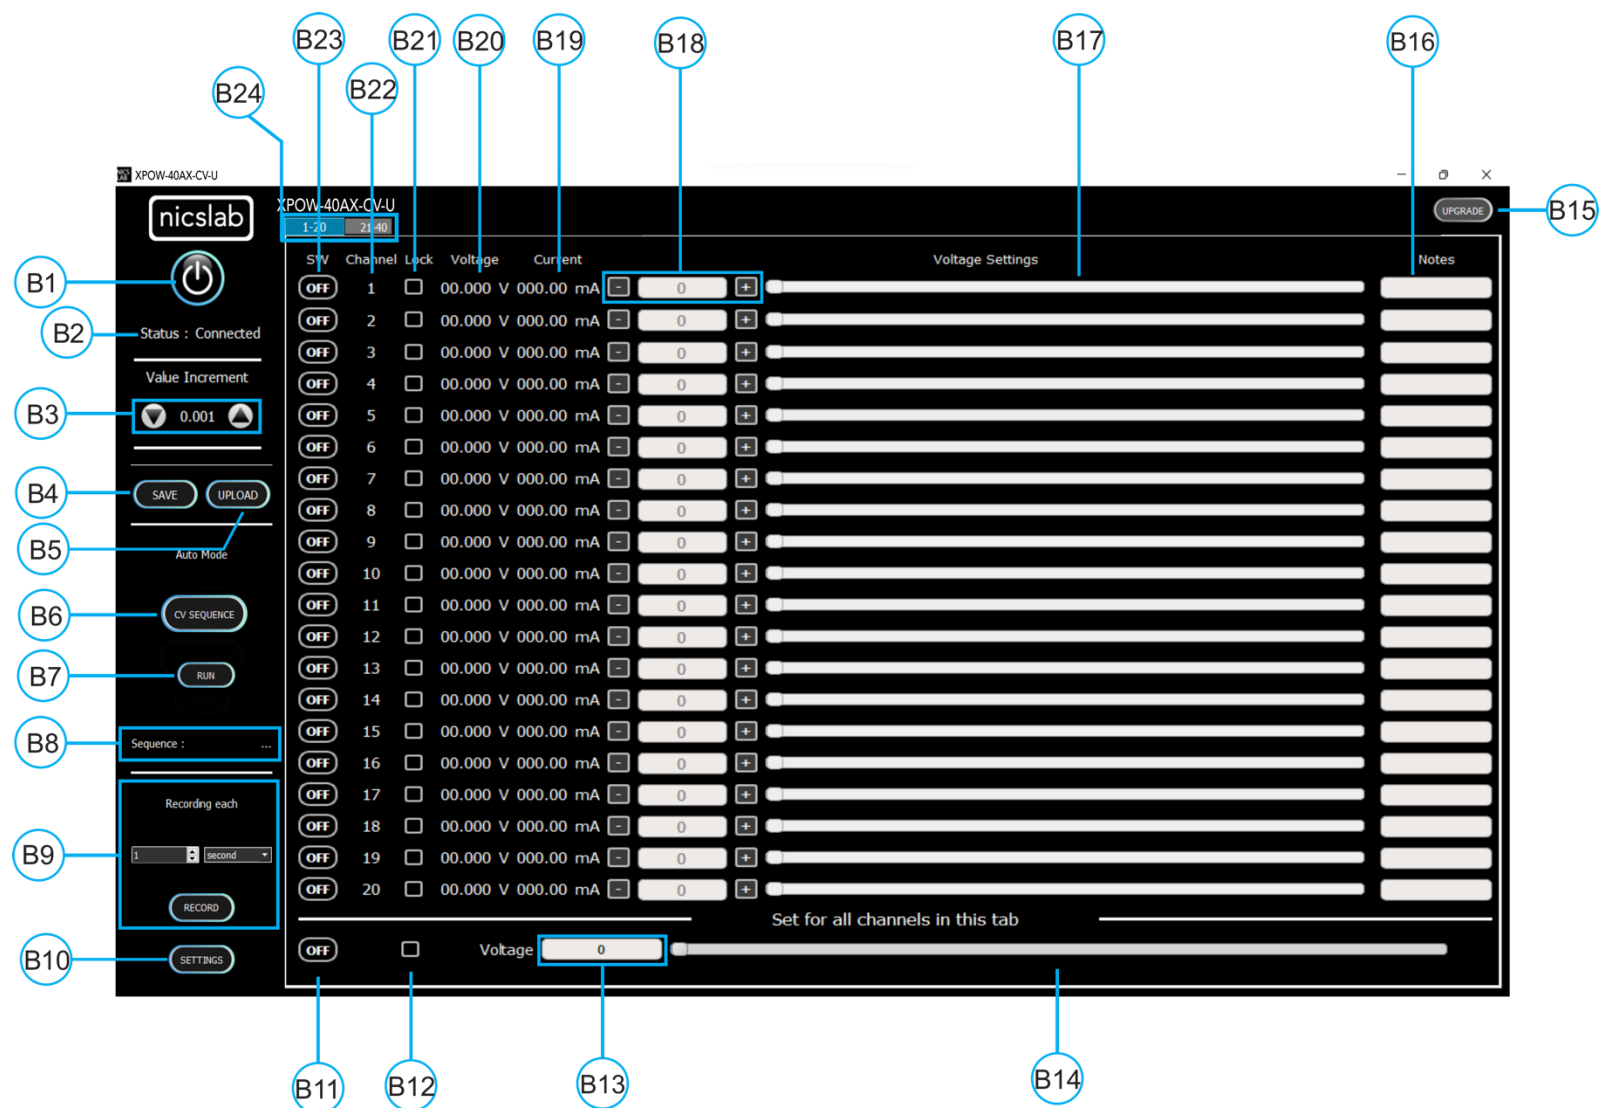 B23 B21 B20 B19 B18 B17 B16
B24 B22
NICS LAB XPOW-40AX-CV-U
nicslab
XPOW-40AX-CV-U
1-20 21-40
UPGRADE
B15
SW Channel Lock Voltage Current Voltage Settings Notes
B1
OFF 1 00.000 V 000.00 mA - 0 +
B2
Status : Connected
OFF 2 00.000 V 000.00 mA - 0 +
OFF 3 00.000 V 000.00 mA - 0 +
Value Increment
OFF 4 00.000 V 000.00 mA - 0 +
B3
0.001
OFF 5 00.000 V 000.00 mA - 0 +
OFF 6 00.000 V 000.00 mA - 0 +
OFF 7 00.000 V 000.00 mA - 0 +
B4
SAVE UPLOAD
OFF 8 00.000 V 000.00 mA - 0 +
B5
Auto Mode
OFF 9 00.000 V 000.00 mA - 0 +
OFF 10 00.000 V 000.00 mA - 0 +
B6
CV SEQUENCE
OFF 11 00.000 V 000.00 mA - 0 +
OFF 12 00.000 V 000.00 mA - 0 +
B7
RUN
OFF 13 00.000 V 000.00 mA - 0 +
OFF 14 00.000 V 000.00 mA - 0 +
B8
Sequence : ...
OFF 15 00.000 V 000.00 mA - 0 +
OFF 16 00.000 V 000.00 mA - 0 +
Recording each
OFF 17 00.000 V 000.00 mA - 0 +
OFF 18 00.000 V 000.00 mA - 0 +
B9
1 second
OFF 19 00.000 V 000.00 mA - 0 +
OFF 20 00.000 V 000.00 mA - 0 +
RECORD
Set for all channels in this tab
B10
SETTINGS
OFF Voltage 0
B11 B12 B13 B14